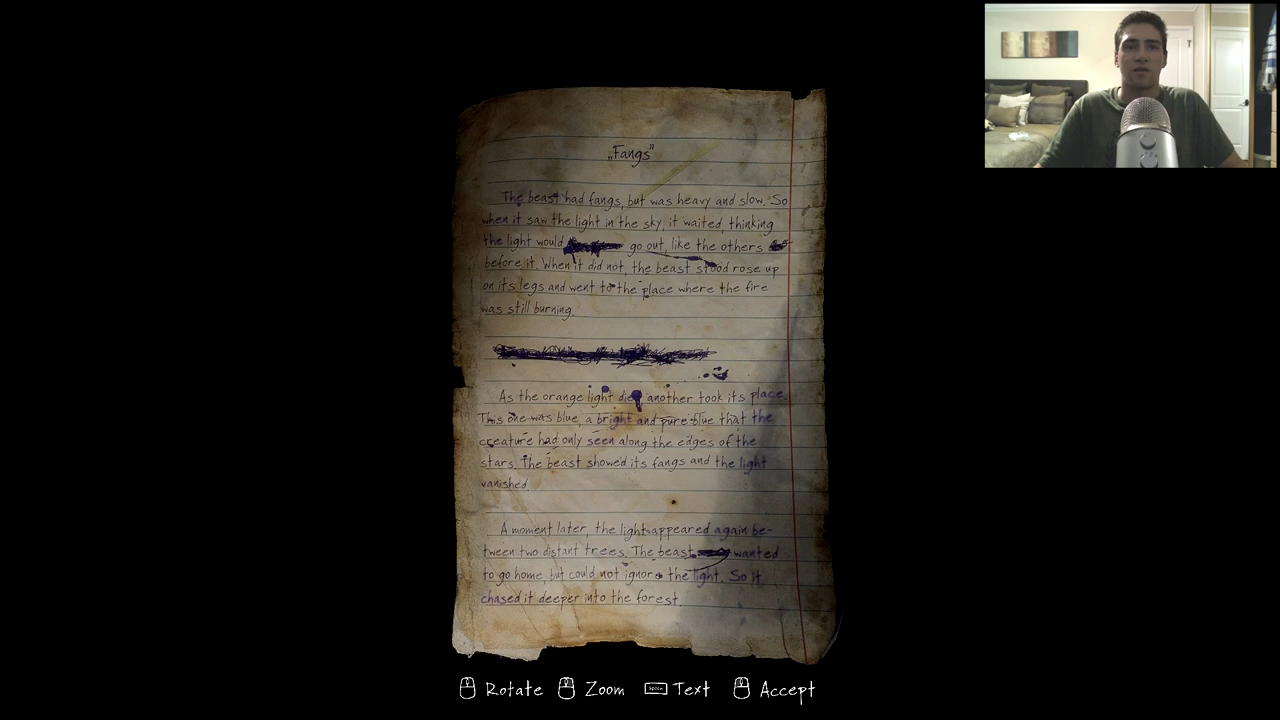 „Fangs"
The beast had fangs, but was heavy and slow. So
when it saw the light in the sky, it waited, thinking
the light would go out, like the others
before it. When it did not, the beast stood rose up
on its legs and went to the place where the fire
was still burning.
As the orange light died another took its place.
This one was blue, a bright and pure blue that the
creature had only seen along the edges of the
stars. The beast showed its fangs and the light
vanished.
A moment later, the light appeared again be-
tween two distant trees. The beast wanted
to go home, but could not ignore the light. So it
chased it deeper into the forest.
Rotate Zoom Space Text Accept